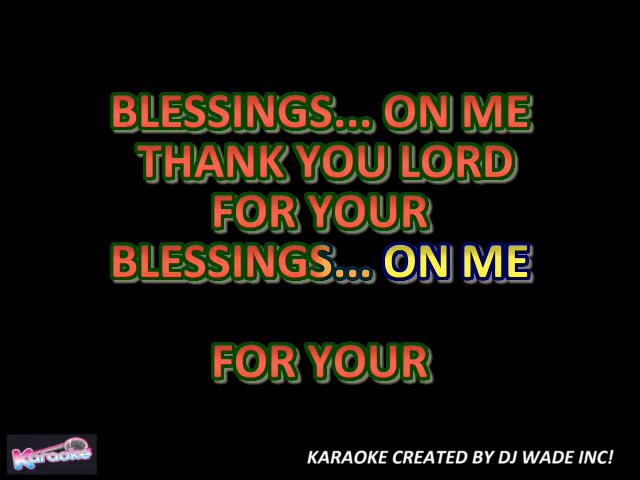 BLESSINGS... ON ME
THANK YOU LORD
FOR YOUR
BLESSINGS... ON ME
FOR YOUR
Karaoke
KARAOKE CREATED BY DJ WADE INC!